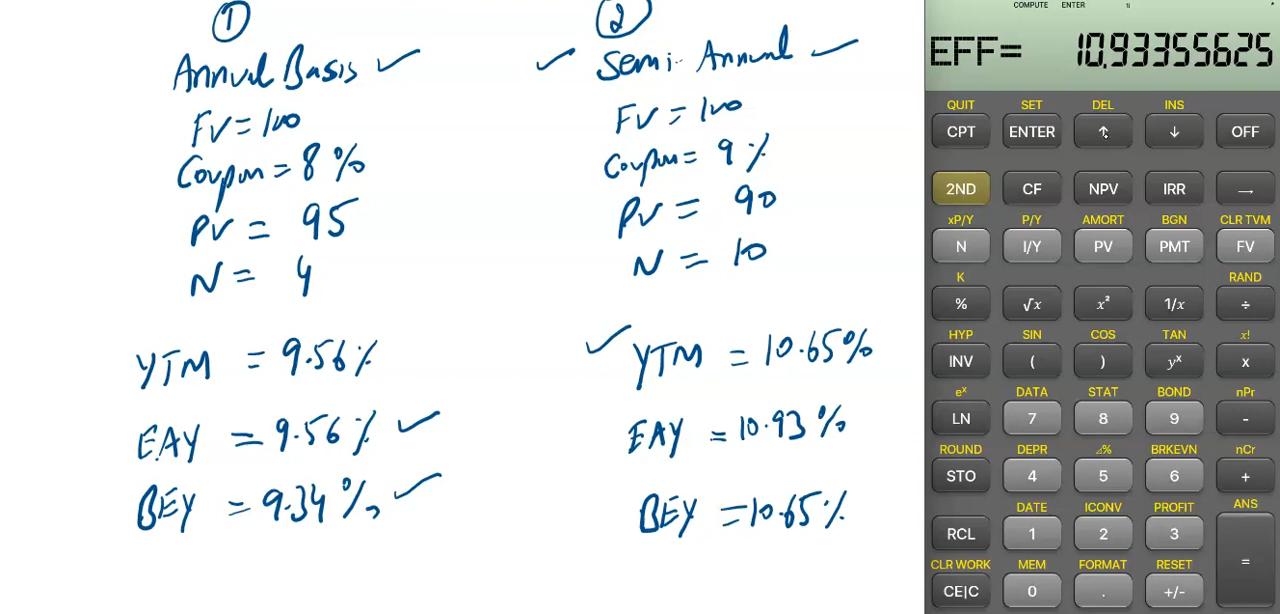 ①
Annual Basis ✓
FV = 100
Coupon = 8 %
PV = 95
N = 4
YTM = 9.56%
EAY = 9.56% ✓
BEY = 9.34% ✓
②
✓ Semi-Annual ✓
FV = 100
Coupon = 9 %
PV = 90
N = 10
✓ YTM = 10.65%
EAY = 10.93%
BEY = 10.65%
COMPUTE ENTER ↑↓
EFF= 10.93355625
QUIT SET DEL INS
CPT ENTER ↑ ↓ OFF
2ND CF NPV IRR →
xP/Y P/Y AMORT BGN CLR TVM
N I/Y PV PMT FV
K RAND
% √x x² 1/x ÷
HYP SIN COS TAN x!
INV ( ) yˣ x
eˣ DATA STAT BOND nPr
LN 7 8 9 -
ROUND DEPR ⊿% BRKEVN nCr
STO 4 5 6 +
DATE ICONV PROFIT ANS
RCL 1 2 3 =
CLR WORK MEM FORMAT RESET
CE|C 0 . +/-